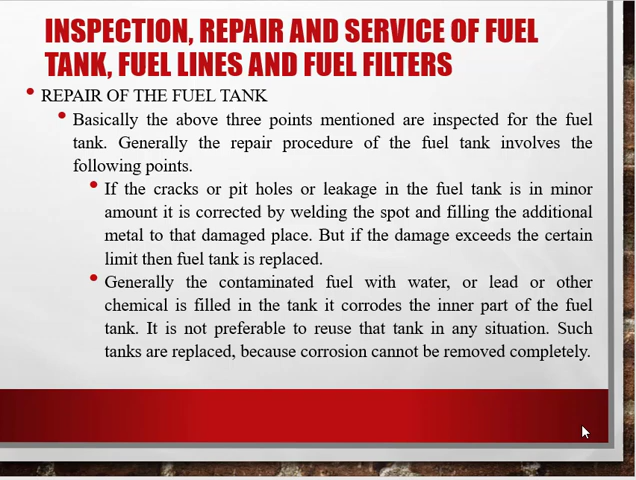 INSPECTION, REPAIR AND SERVICE OF FUEL
TANK, FUEL LINES AND FUEL FILTERS
• REPAIR OF THE FUEL TANK
• Basically the above three points mentioned are inspected for the fuel
tank. Generally the repair procedure of the fuel tank involves the
following points.
• If the cracks or pit holes or leakage in the fuel tank is in minor
amount it is corrected by welding the spot and filling the additional
metal to that damaged place. But if the damage exceeds the certain
limit then fuel tank is replaced.
• Generally the contaminated fuel with water, or lead or other
chemical is filled in the tank it corrodes the inner part of the fuel
tank. It is not preferable to reuse that tank in any situation. Such
tanks are replaced, because corrosion cannot be removed completely.